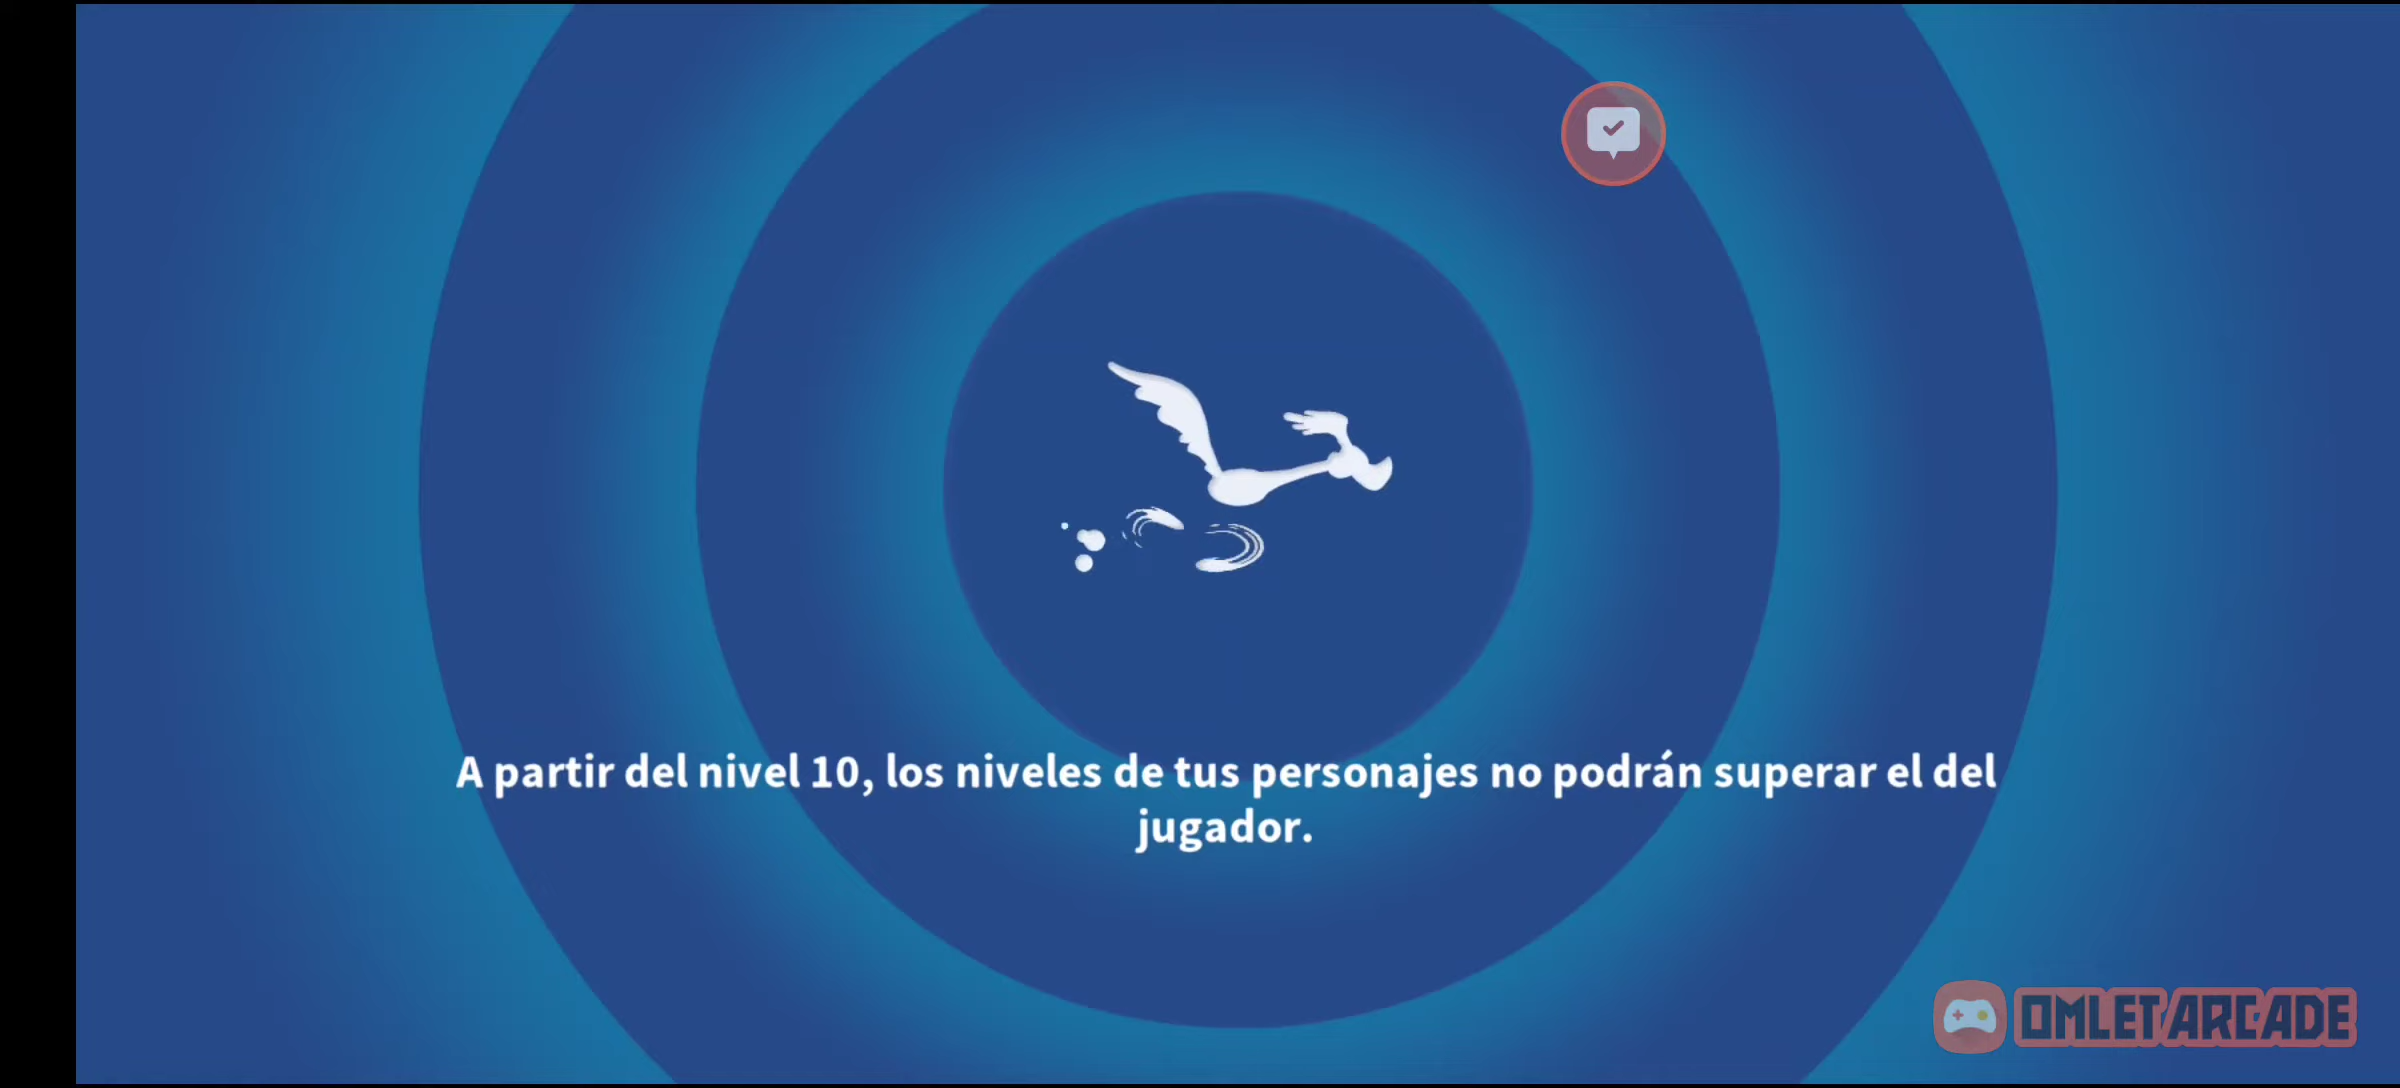 A partir del nivel 10, los niveles de tus personajes no podrán superar el del
jugador.
OMLET ARCADE